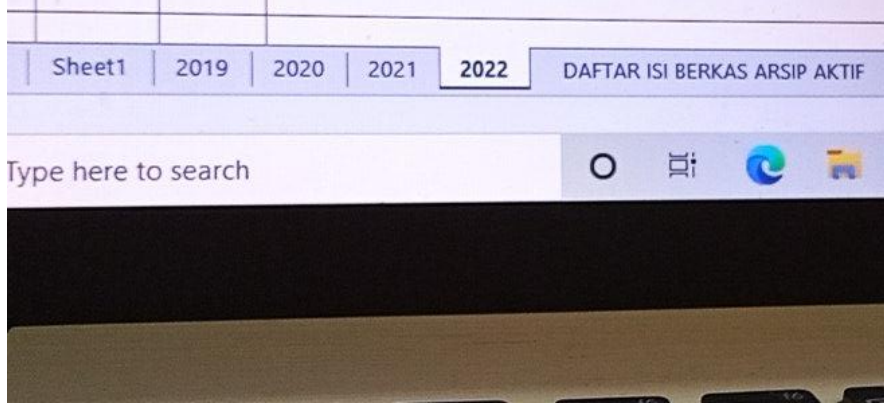 Sheet1 2019 2020 2021 2022 DAFTAR ISI BERKAS ARSIP AKTIF
Type here to search